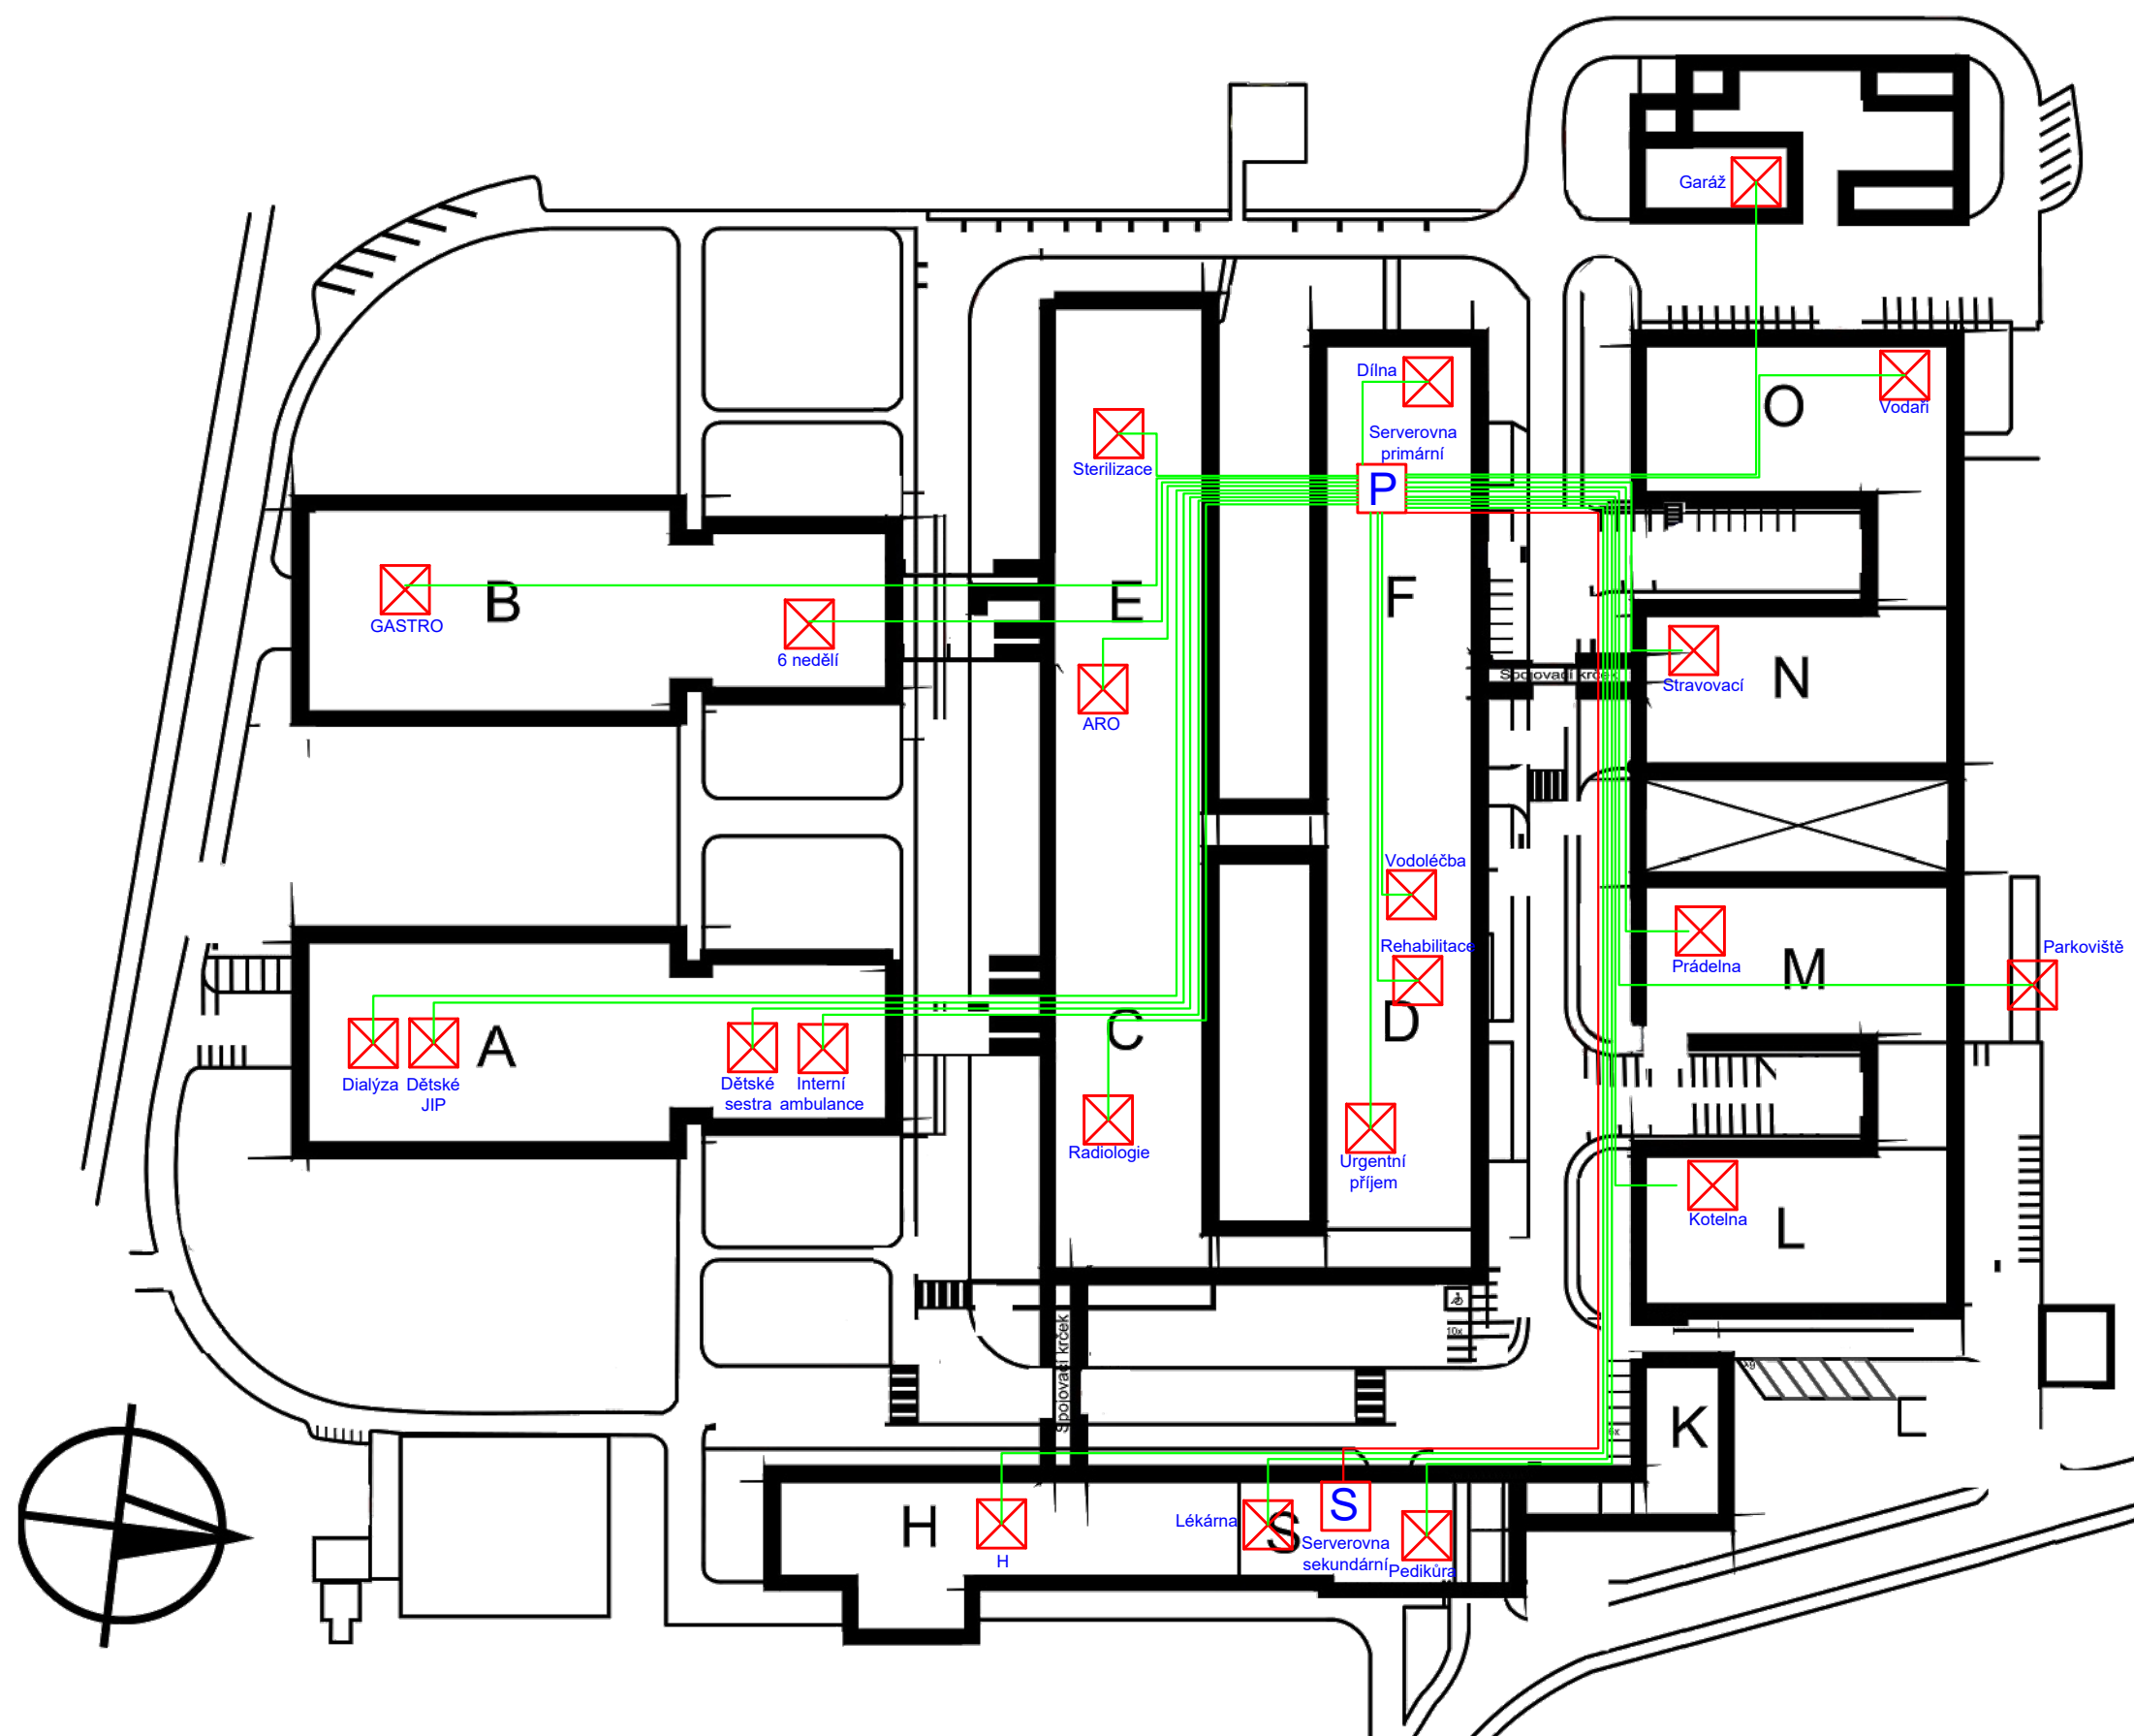 Garáž
Dílna
O
Vodaři
Serverovna
primární
Sterilizace
P
B
E
F
GASTRO
6 nedělí
Spojovací krček
Stravovací
N
ARO
Vodoléčba
Rehabilitace
Parkoviště
Prádelna
M
A
C
D
Dialýza
Dětské
JIP
Dětské
sestra
Interní
ambulance
Radiologie
Urgentní
příjem
Kotelna
L
10x
Spojovací krček
K
H
H
Lékárna
S
S
Serverovna
sekundární
Pedikůra